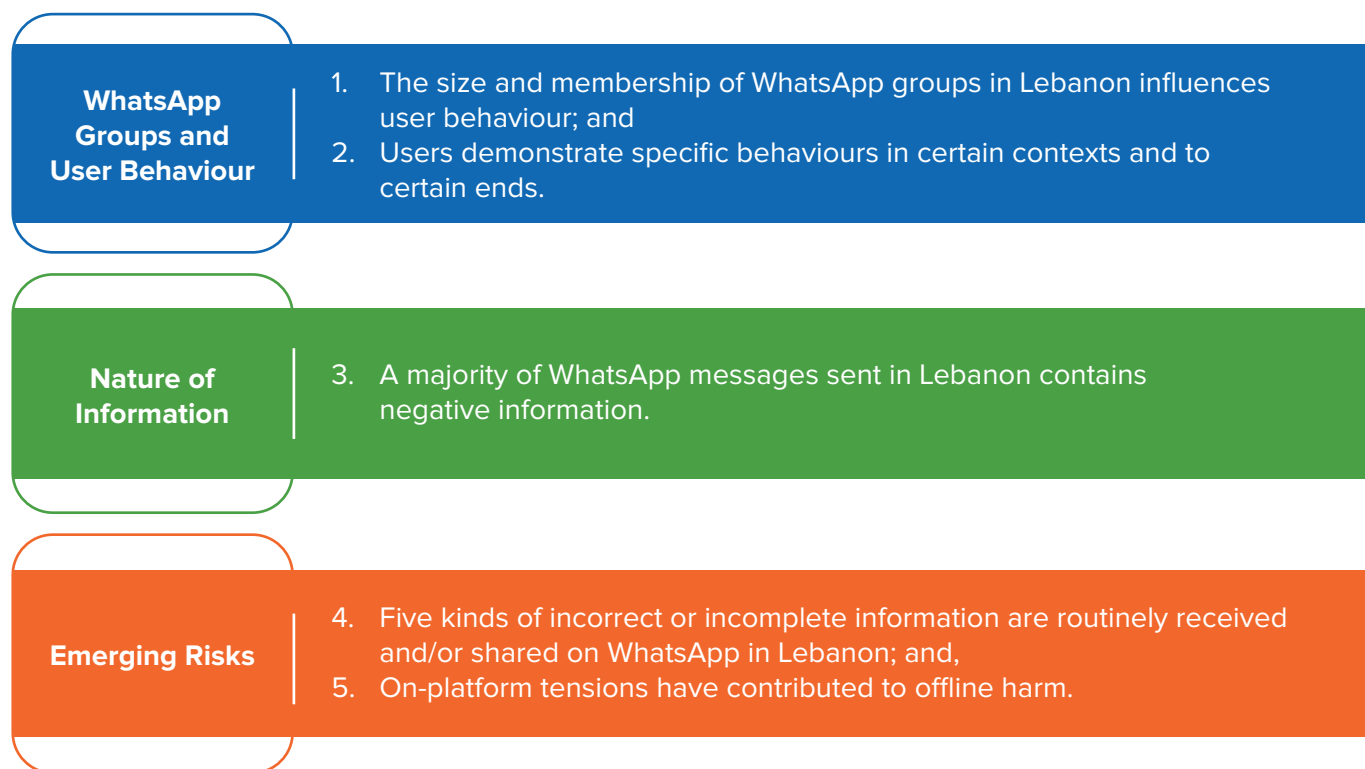 WhatsApp
Groups and
User Behaviour
1. The size and membership of WhatsApp groups in Lebanon influences
user behaviour; and
2. Users demonstrate specific behaviours in certain contexts and to
certain ends.
Nature of
Information
3. A majority of WhatsApp messages sent in Lebanon contains
negative information.
Emerging Risks
4. Five kinds of incorrect or incomplete information are routinely received
and/or shared on WhatsApp in Lebanon; and,
5. On-platform tensions have contributed to offline harm.